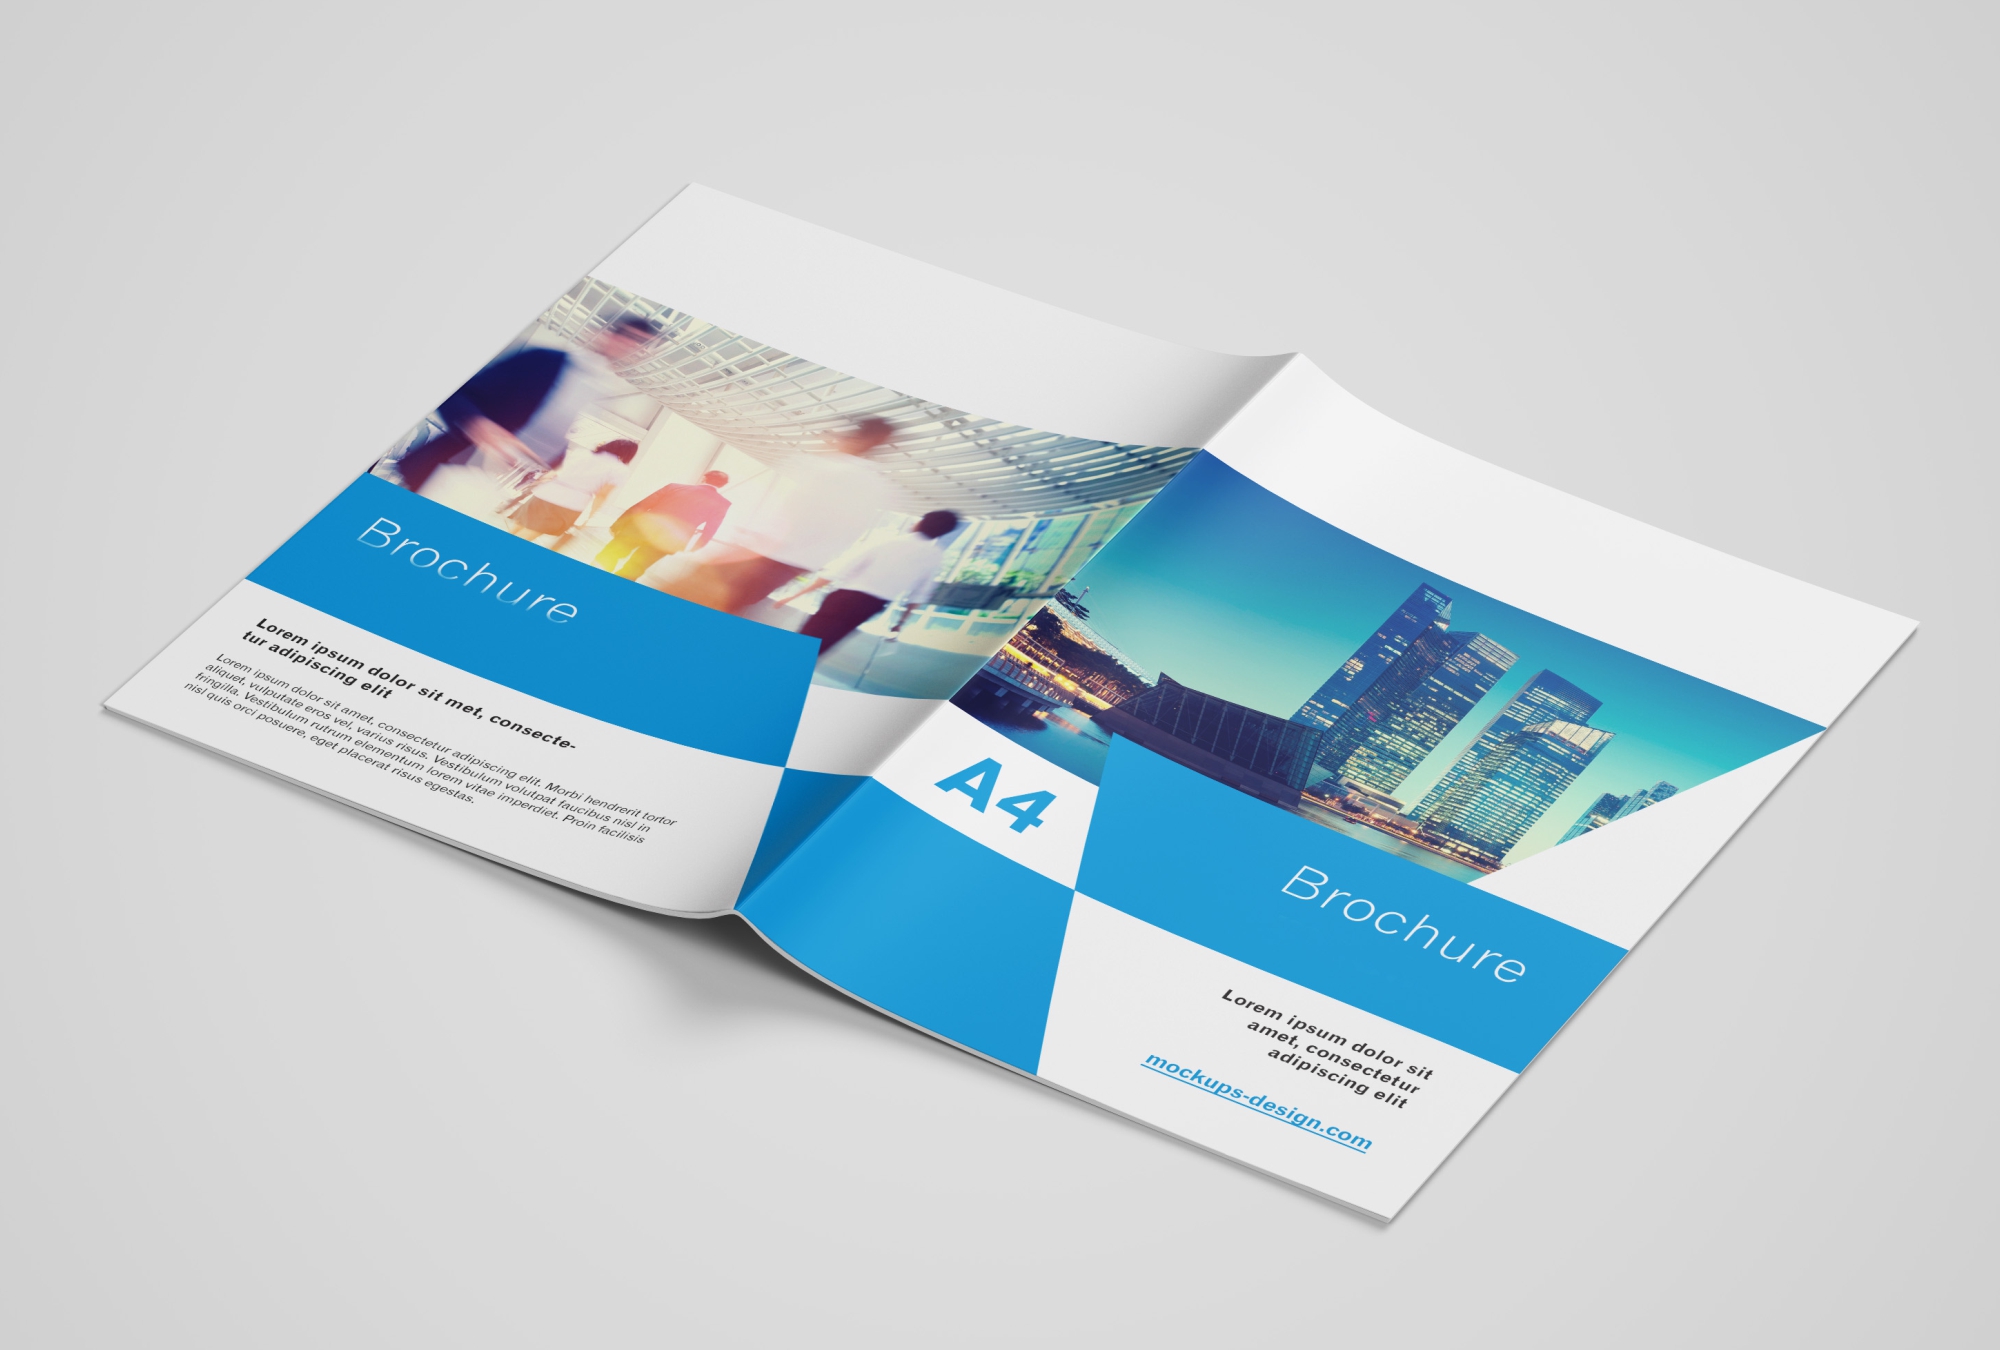 Brochure
Lorem ipsum dolor sit met, consecte-
tur adipiscing elit
Lorem ipsum dolor sit amet, consectetur adipiscing elit. Morbi hendrerit tortor
aliquet, vulputate eros vel, varius risus. Vestibulum volutpat faucibus nisl in
fringilla. Vestibulum rutrum elementum lorem vitae imperdiet. Proin facilisis
nisl quis orci posuere, eget placerat risus egestas.
A4
Brochure
Lorem ipsum dolor sit
amet, consectetur
adipiscing elit
mockups-design.com